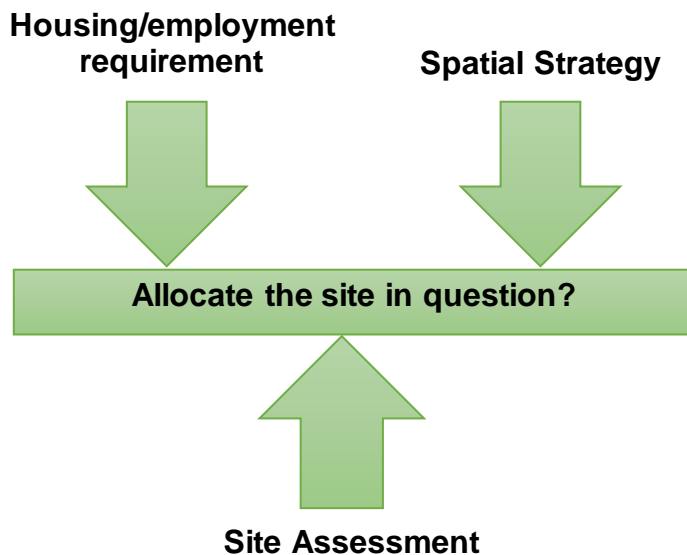 Housing/employment
requirement
Spatial Strategy
Allocate the site in question?
Site Assessment